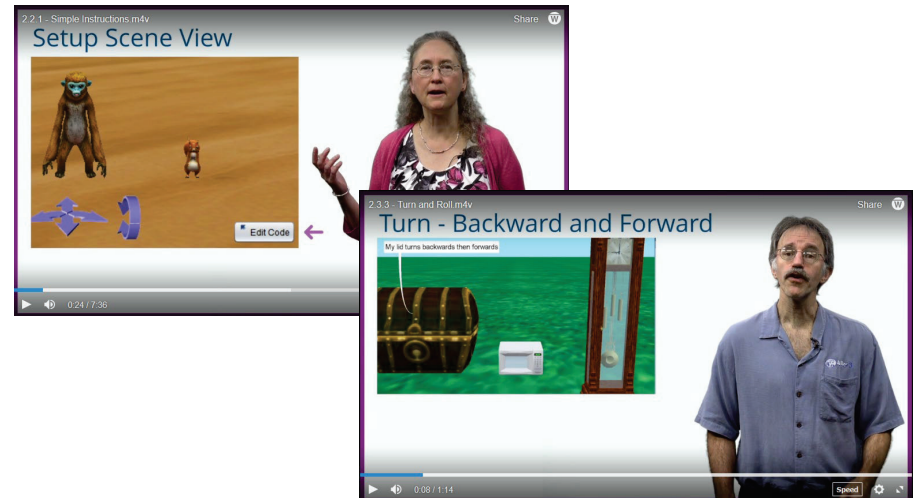 2.2.1 - Simple Instructions.m4v
Share
W
Setup Scene View
Edit Code
0:24 / 7:36
2.3.3 - Turn and Roll.m4v
Share
W
Turn - Backward and Forward
My lid turns backwards then forwards
0:08 / 1:14
Speed